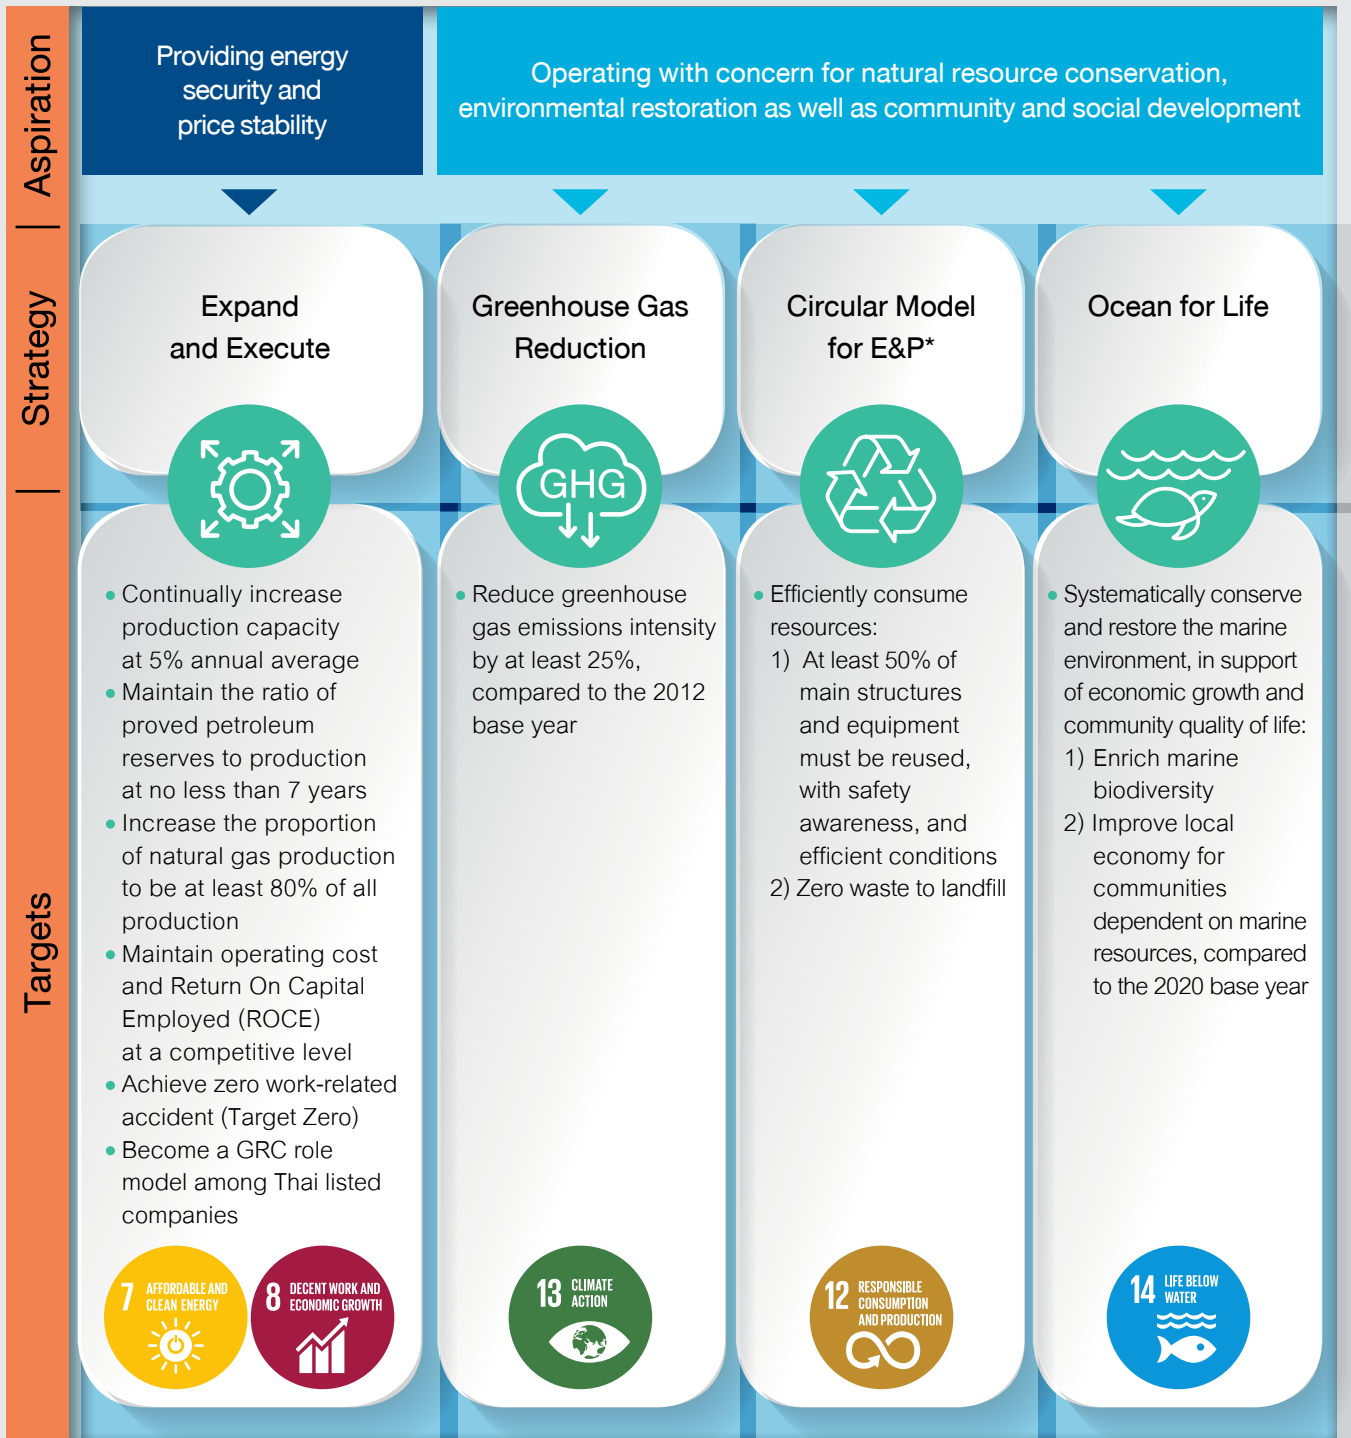 Aspiration
Providing energy
security and
price stability
Operating with concern for natural resource conservation,
environmental restoration as well as community and social development
Strategy
Expand
and Execute
Greenhouse Gas
Reduction
GHG
Circular Model
for E&P*
Ocean for Life
Targets
• Continually increase
production capacity
at 5% annual average
• Maintain the ratio of
proved petroleum
reserves to production
at no less than 7 years
• Increase the proportion
of natural gas production
to be at least 80% of all
production
• Maintain operating cost
and Return On Capital
Employed (ROCE)
at a competitive level
• Achieve zero work-related
accident (Target Zero)
• Become a GRC role
model among Thai listed
companies
7 AFFORDABLE AND
CLEAN ENERGY
8 DECENT WORK AND
ECONOMIC GROWTH
• Reduce greenhouse
gas emissions intensity
by at least 25%,
compared to the 2012
base year
13 CLIMATE
ACTION
• Efficiently consume
resources:
1) At least 50% of
main structures
and equipment
must be reused,
with safety
awareness, and
efficient conditions
2) Zero waste to landfill
12 RESPONSIBLE
CONSUMPTION
AND PRODUCTION
• Systematically conserve
and restore the marine
environment, in support
of economic growth and
community quality of life:
1) Enrich marine
biodiversity
2) Improve local
economy for
communities
dependent on marine
resources, compared
to the 2020 base year
14 LIFE BELOW
WATER